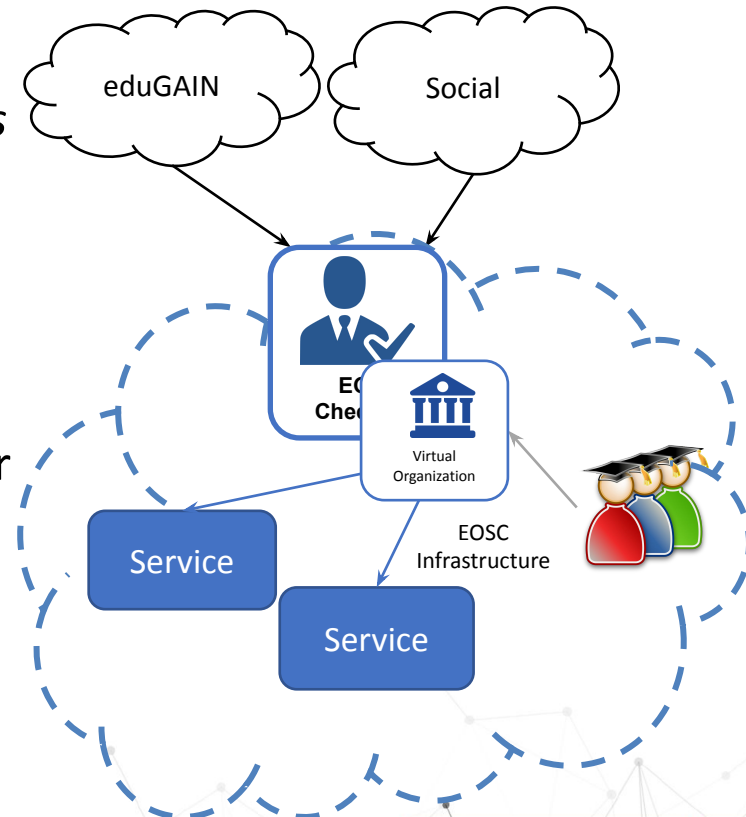 eduGAIN
Social
s
Virtual
Organization
r
EOSC
Infrastructure
Service
Service